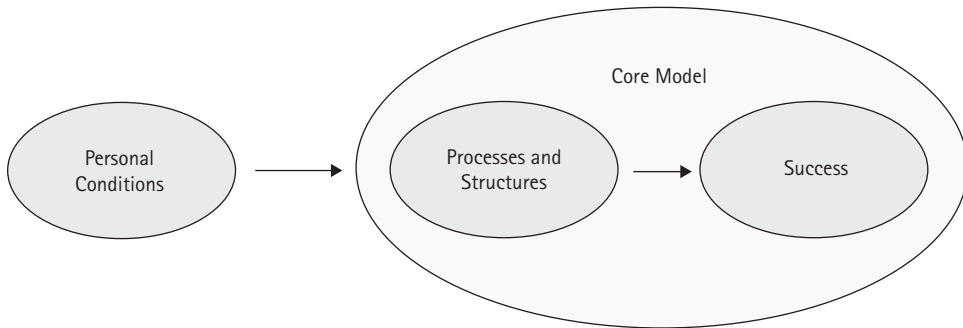 Core Model
Personal
Conditions
Processes and
Structures
Success